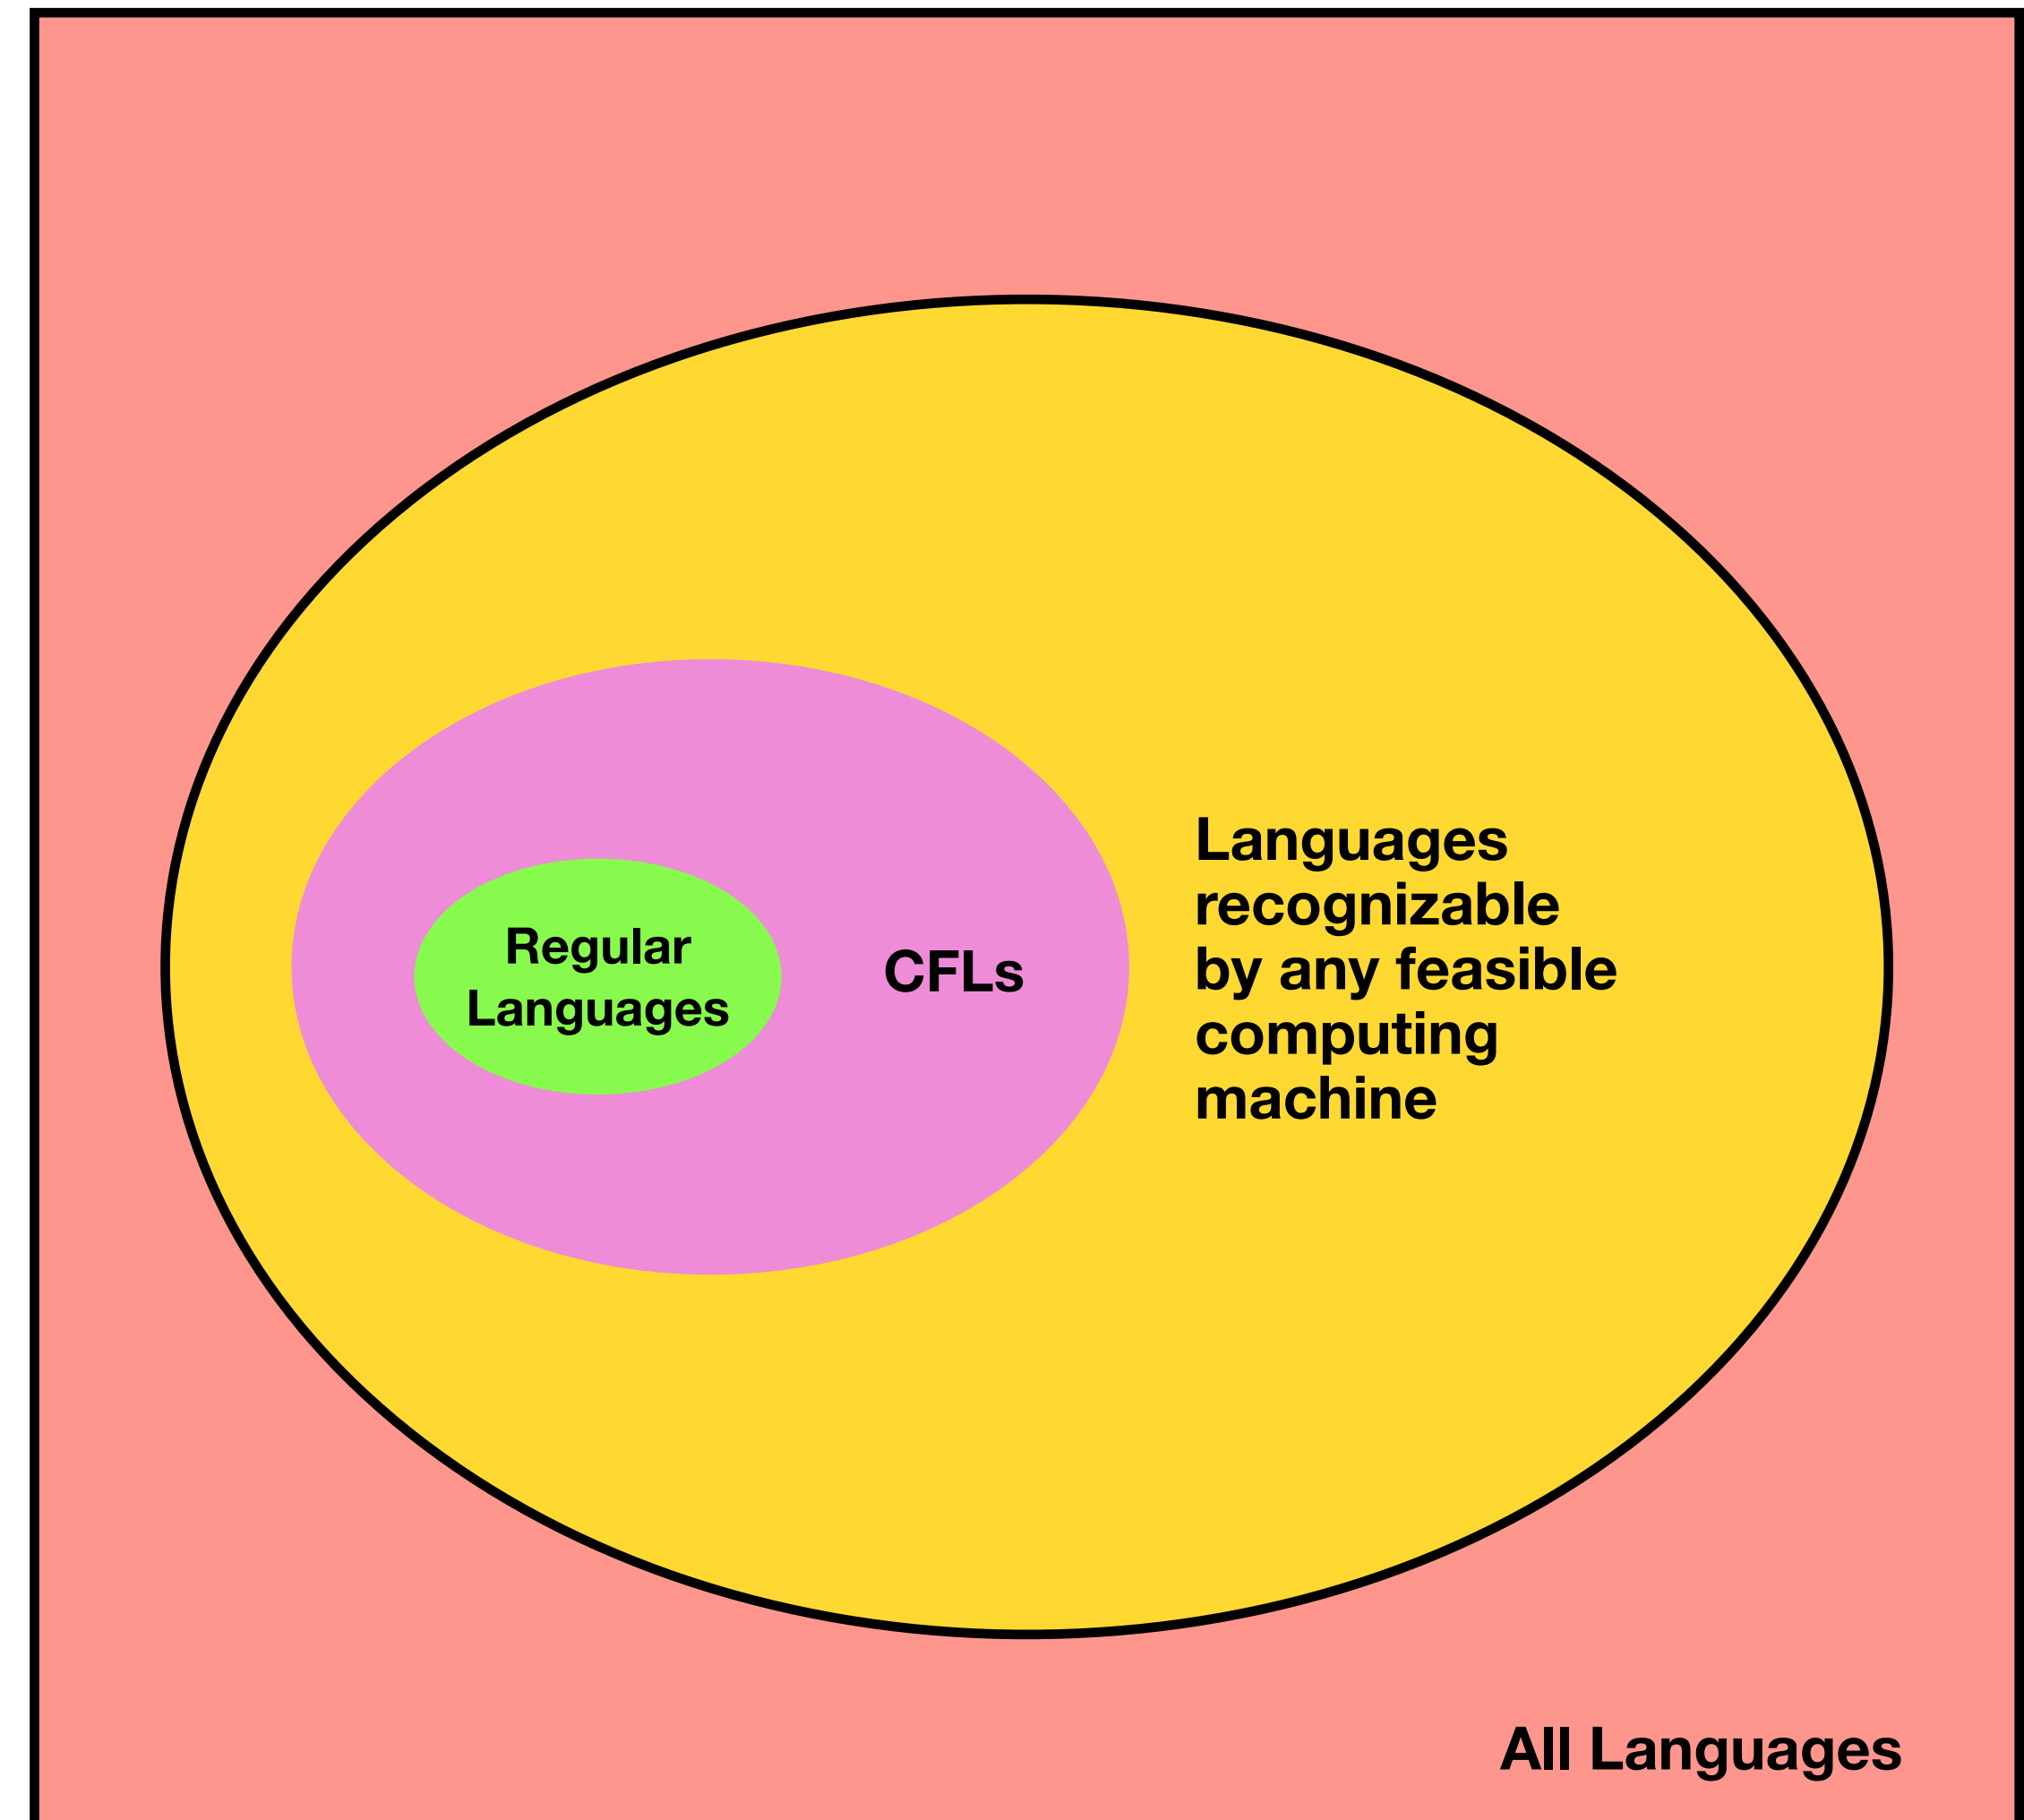 Regular
Languages
CFLs
Languages
recognizable
by any feasible
computing
machine
All Languages